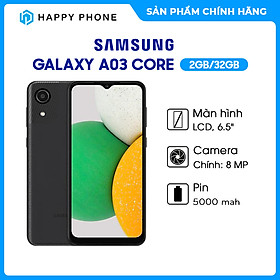 HAPPY PHONE
SẢN PHẨM CHÍNH HÃNG
SAMSUNG
GALAXY A03 CORE 2GB/32GB
Màn hình
LCD, 6.5"
Camera
Chính: 8 MP
Pin
5000 mah